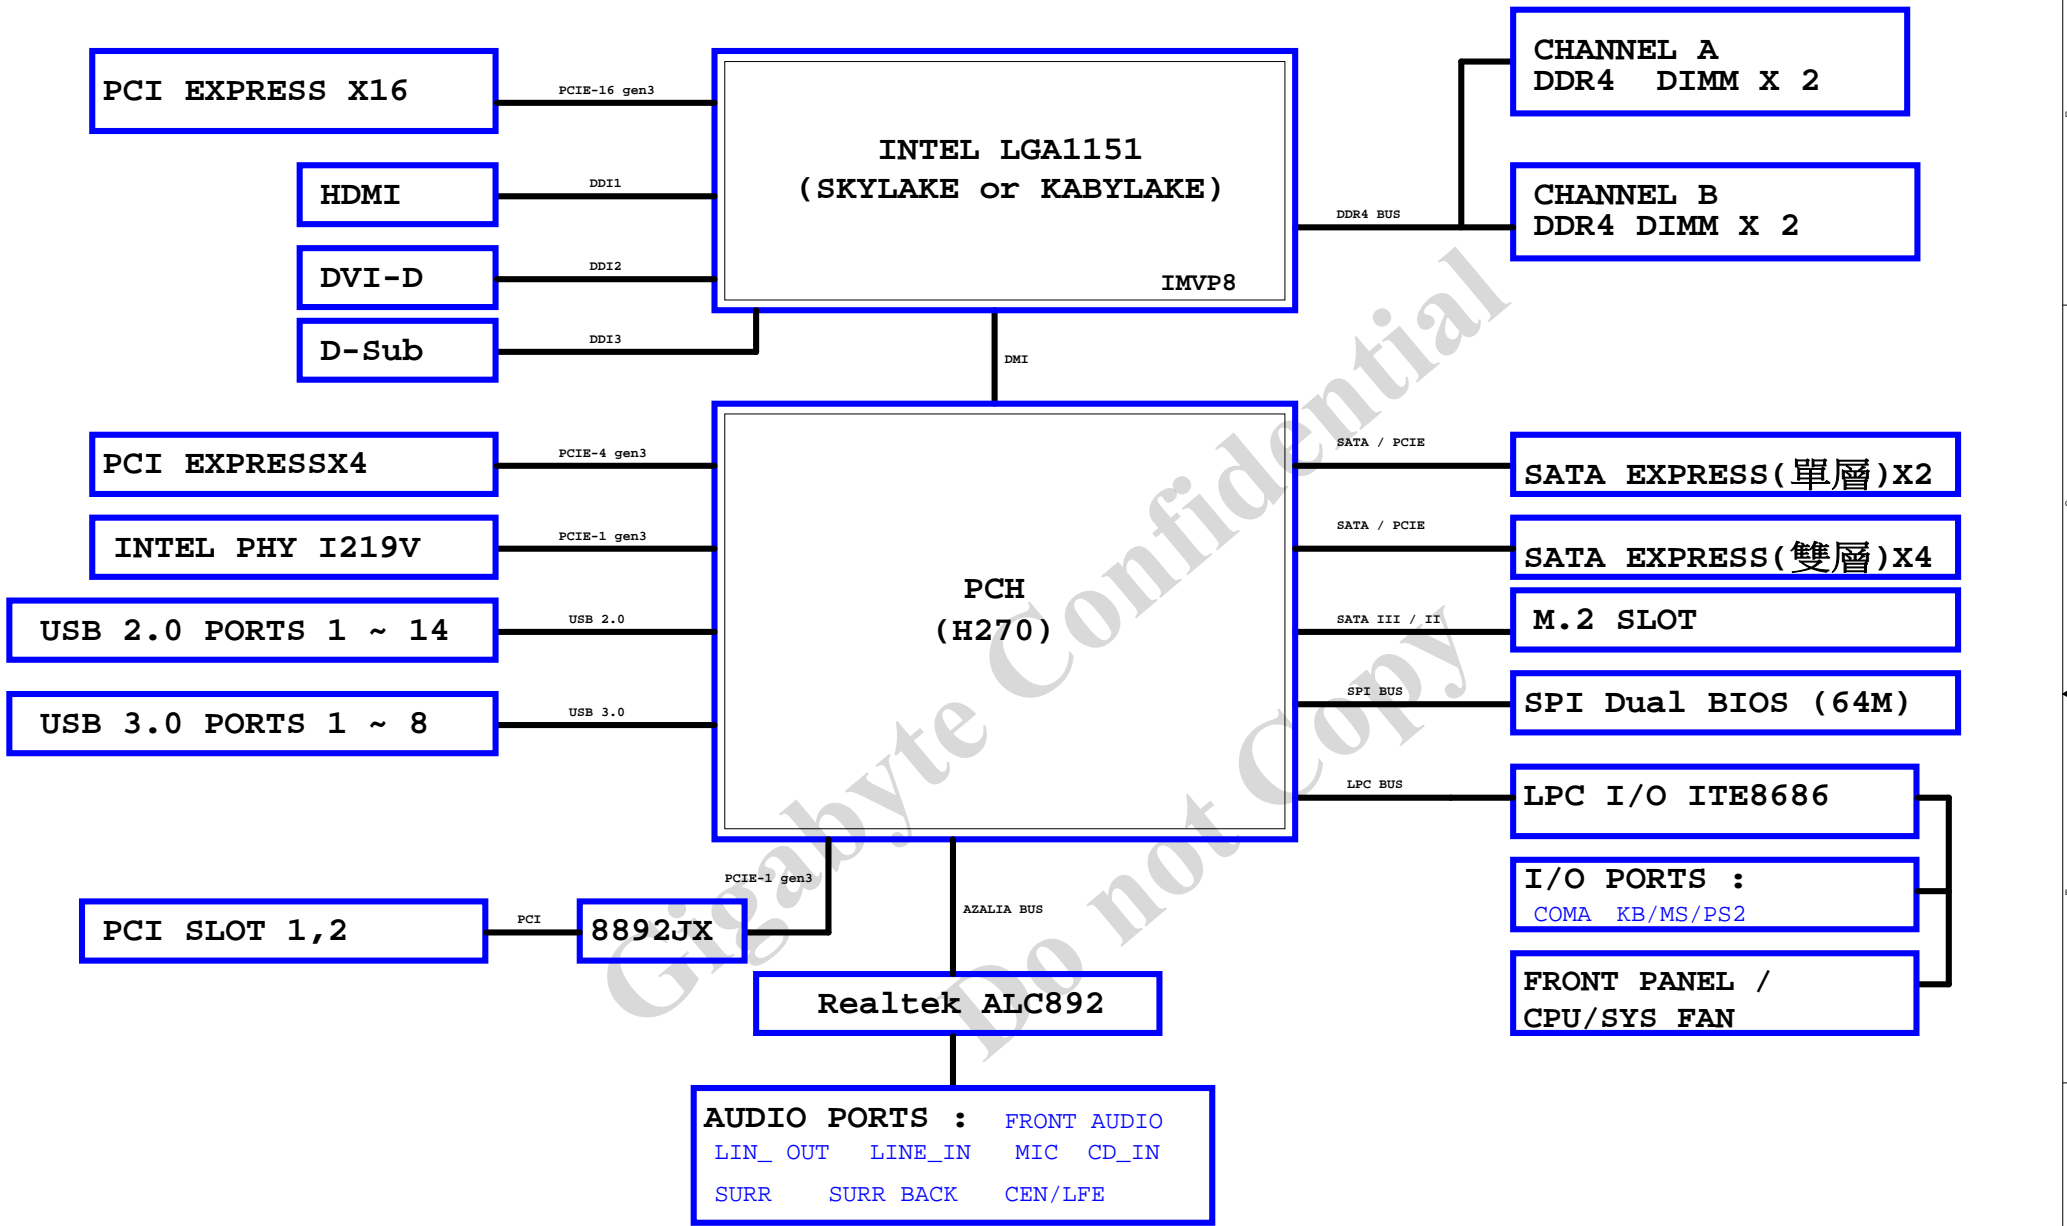 PCI EXPRESS X16
PCIE-16 gen3
HDMI
DDI1
DVI-D
DDI2
D-Sub
DDI3
INTEL LGA1151
(SKYLAKE or KABYLAKE)
IMVP8
DDR4 BUS
CHANNEL A
DDR4 DIMM X 2
CHANNEL B
DDR4 DIMM X 2
DMI
PCI EXPRESSX4
PCIE-4 gen3
INTEL PHY I219V
PCIE-1 gen3
USB 2.0 PORTS 1 ~ 14
USB 2.0
USB 3.0 PORTS 1 ~ 8
USB 3.0
PCH
(H270)
SATA / PCIE
SATA EXPRESS(單層)X2
SATA / PCIE
SATA EXPRESS(雙層)X4
SATA III / II
M.2 SLOT
SPI BUS
SPI Dual BIOS (64M)
LPC BUS
LPC I/O ITE8686
I/O PORTS :
COMA KB/MS/PS2
FRONT PANEL /
CPU/SYS FAN
PCI SLOT 1,2
PCI
8892JX
PCIE-1 gen3
AZALIA BUS
Realtek ALC892
AUDIO PORTS : FRONT AUDIO
LIN_ OUT LINE_IN MIC CD_IN
SURR SURR BACK CEN/LFE
Gigabyte Confidential
Do not Copy